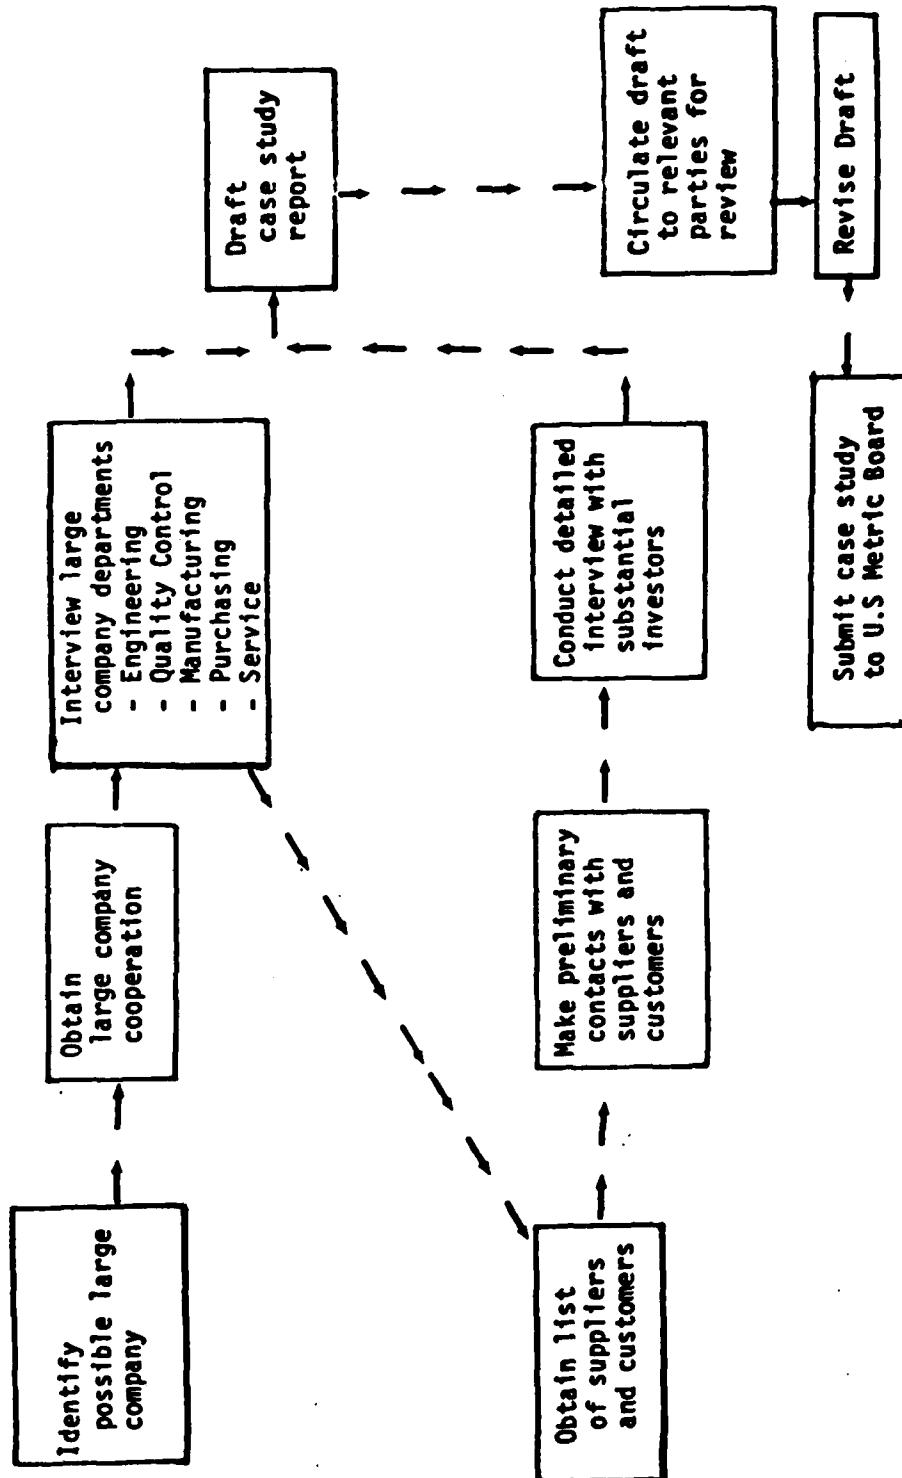 Identify
possible large
company
Obtain
large company
cooperation
Interview large
company departments
- Engineering
- Quality Control
- Manufacturing
- Purchasing
- Service
Draft
case study
report
Obtain list
of suppliers
and customers
Make preliminary
contacts with
suppliers and
customers
Conduct detailed
interview with
substantial
investors
Circulate draft
to relevant
parties for
review
Revise Draft
Submit case study
to U.S Metric Board